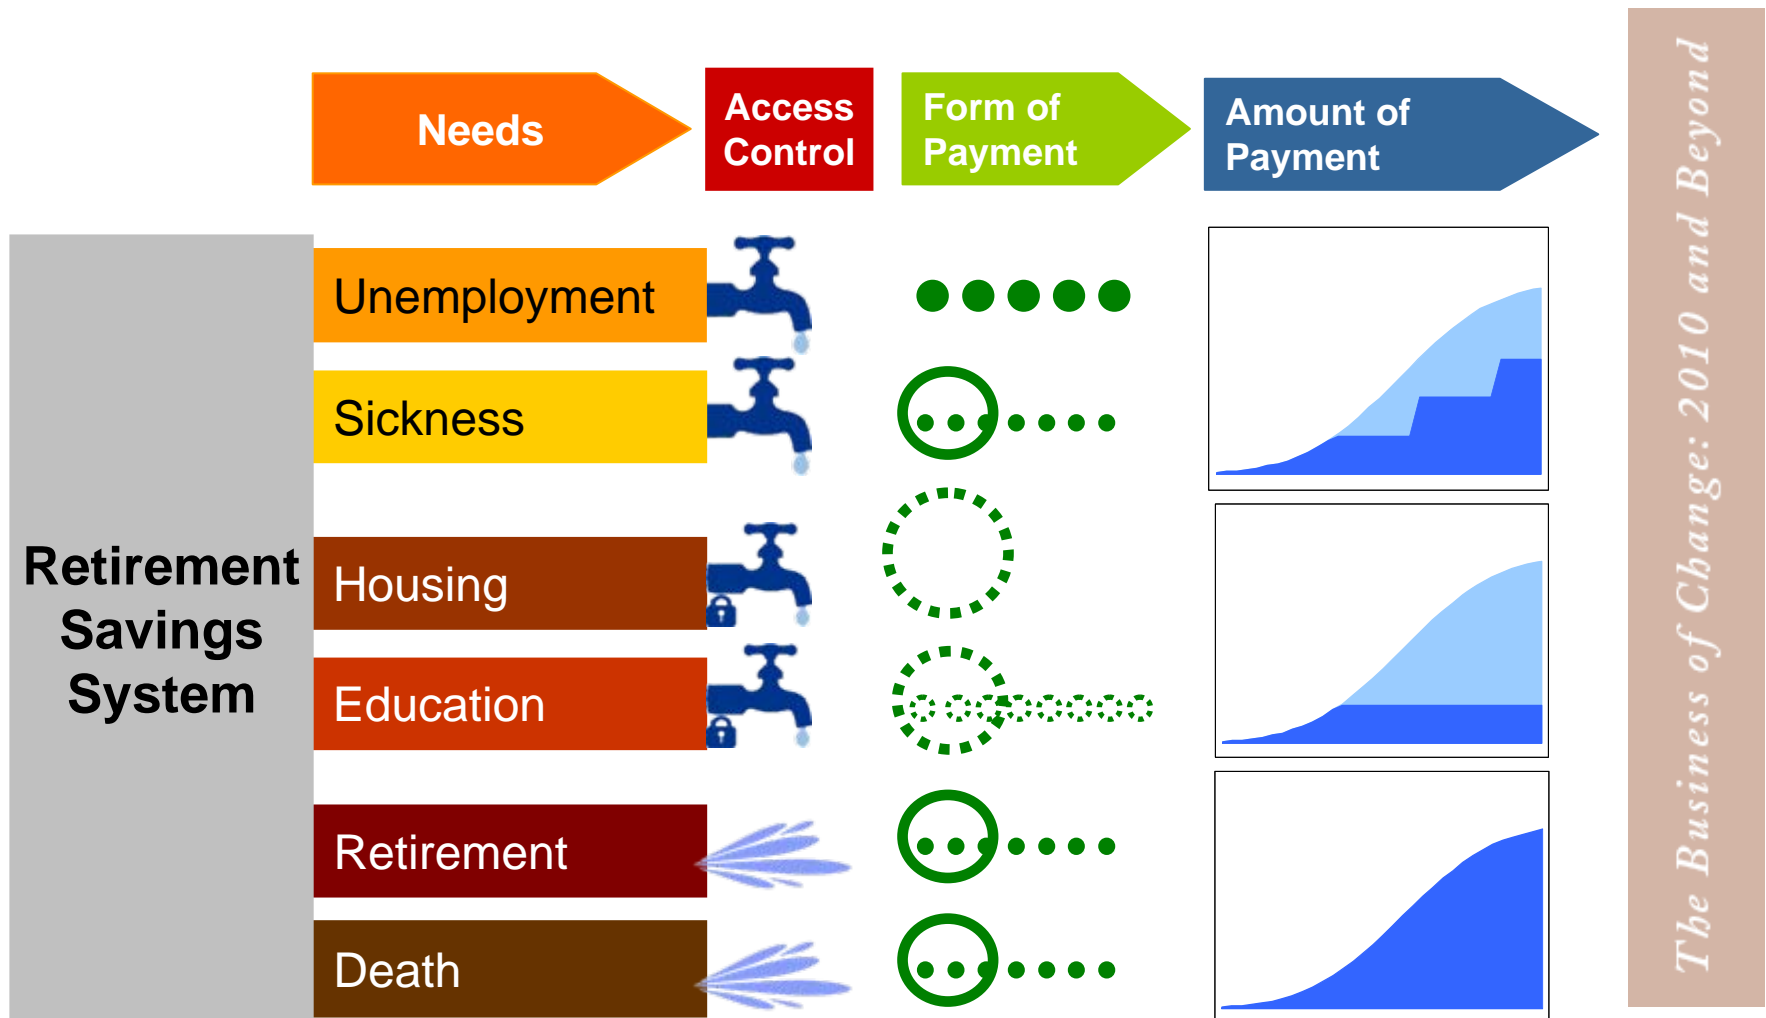 Needs
Access
Control
Form of
Payment
Amount of
Payment
Retirement
Savings
System
Unemployment
Sickness
Housing
Education
Retirement
Death
The Business of Change: 2010 and Beyond